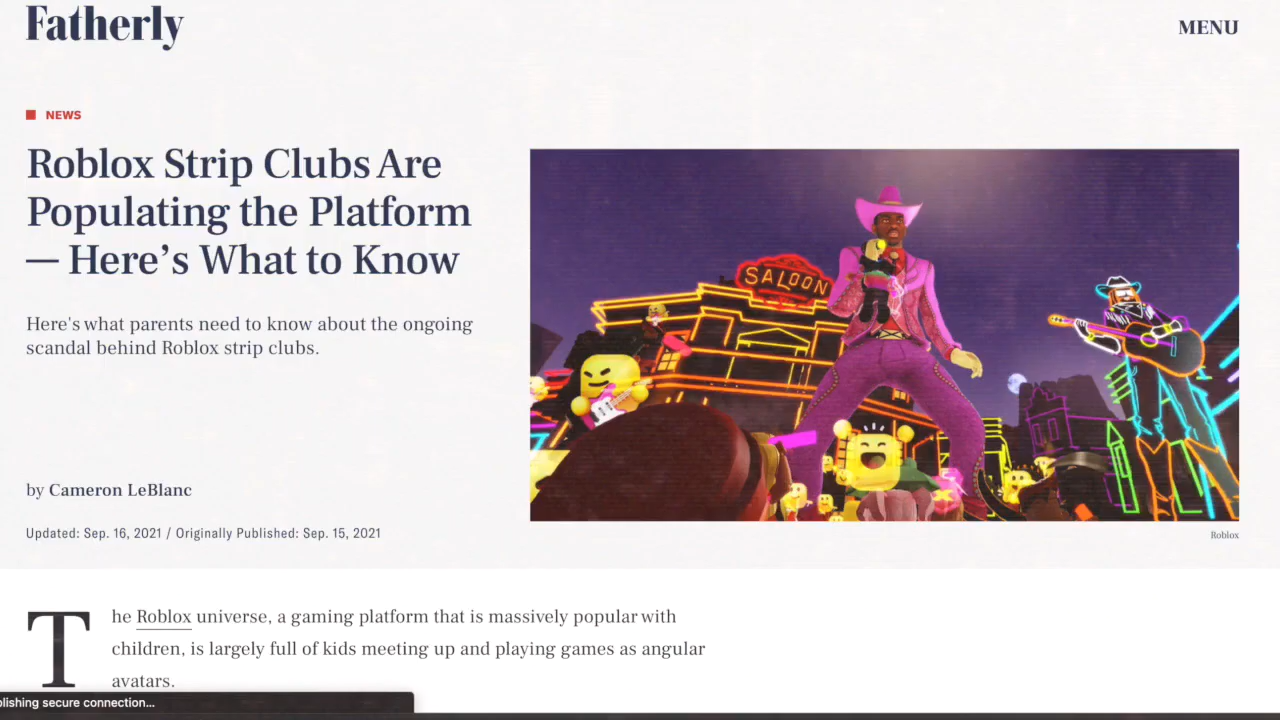 Fatherly
MENU
NEWS
Roblox Strip Clubs Are
Populating the Platform
— Here's What to Know
Here's what parents need to know about the ongoing
scandal behind Roblox strip clubs.
SALOON
by Cameron LeBlanc
Updated: Sep. 16, 2021 / Originally Published: Sep. 15, 2021
Roblox
The Roblox universe, a gaming platform that is massively popular with
children, is largely full of kids meeting up and playing games as angular
avatars.
blishing secure connection...